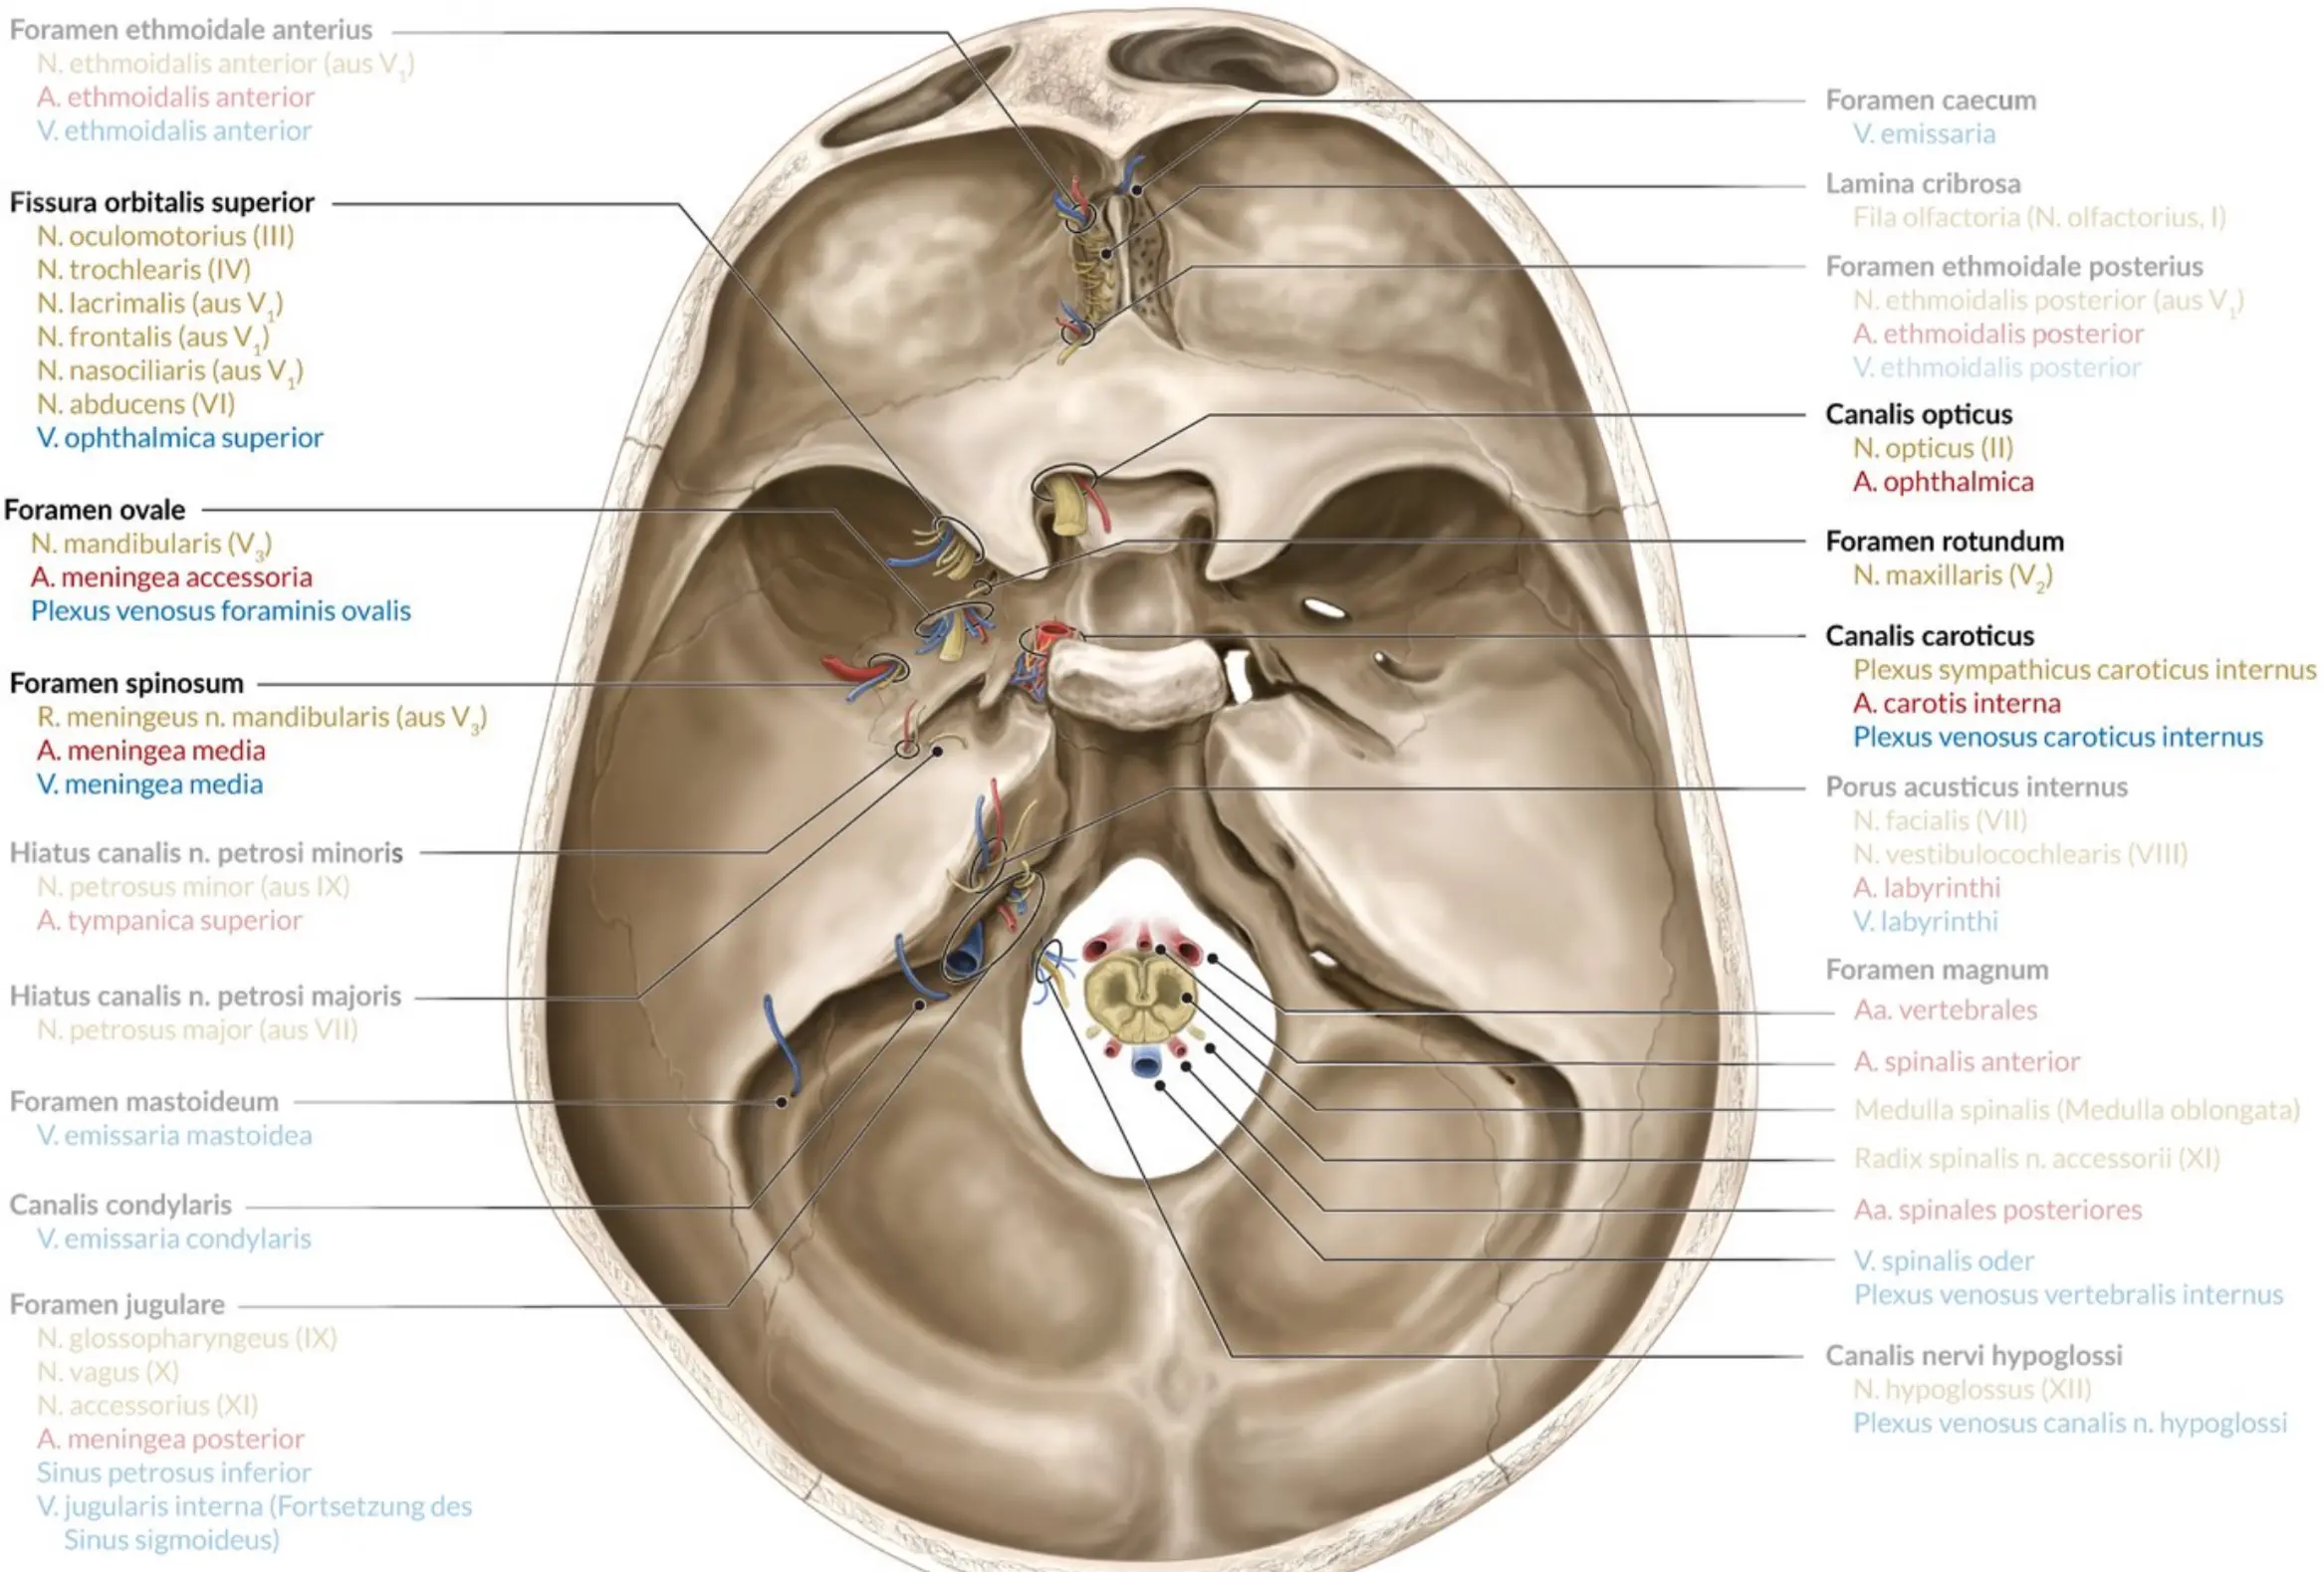 Foramen ethmoidale anterius
N. ethmoidalis anterior (aus V1)
A. ethmoidalis anterior
V. ethmoidalis anterior
Fissura orbitalis superior
N. oculomotorius (III)
N. trochlearis (IV)
N. lacrimalis (aus V1)
N. frontalis (aus V1)
N. nasociliaris (aus V1)
N. abducens (VI)
V. ophthalmica superior
Foramen ovale
N. mandibularis (V3)
A. meningea accessoria
Plexus venosus foraminis ovalis
Foramen spinosum
R. meningeus n. mandibularis (aus V3)
A. meningea media
V. meningea media
Hiatus canalis n. petrosi minoris
N. petrosus minor (aus IX)
A. tympanica superior
Hiatus canalis n. petrosi majoris
N. petrosus major (aus VII)
Foramen mastoideum
V. emissaria mastoidea
Canalis condylaris
V. emissaria condylaris
Foramen jugulare
N. glossopharyngeus (IX)
N. vagus (X)
N. accessorius (XI)
A. meningea posterior
Sinus petrosus inferior
V. jugularis interna (Fortsetzung des
Sinus sigmoideus)
Foramen caecum
V. emissaria
Lamina cribrosa
Fila olfactoria (N. olfactorius, I)
Foramen ethmoidale posterius
N. ethmoidalis posterior (aus V1)
A. ethmoidalis posterior
V. ethmoidalis posterior
Canalis opticus
N. opticus (II)
A. ophthalmica
Foramen rotundum
N. maxillaris (V2)
Canalis caroticus
Plexus sympathicus caroticus internus
A. carotis interna
Plexus venosus caroticus internus
Porus acusticus internus
N. facialis (VII)
N. vestibulocochlearis (VIII)
A. labyrinthi
V. labyrinthi
Foramen magnum
Aa. vertebrales
A. spinalis anterior
Medulla spinalis (Medulla oblongata)
Radix spinalis n. accessorii (XI)
Aa. spinales posteriores
V. spinalis oder
Plexus venosus vertebralis internus
Canalis nervi hypoglossi
N. hypoglossus (XII)
Plexus venosus canalis n. hypoglossi